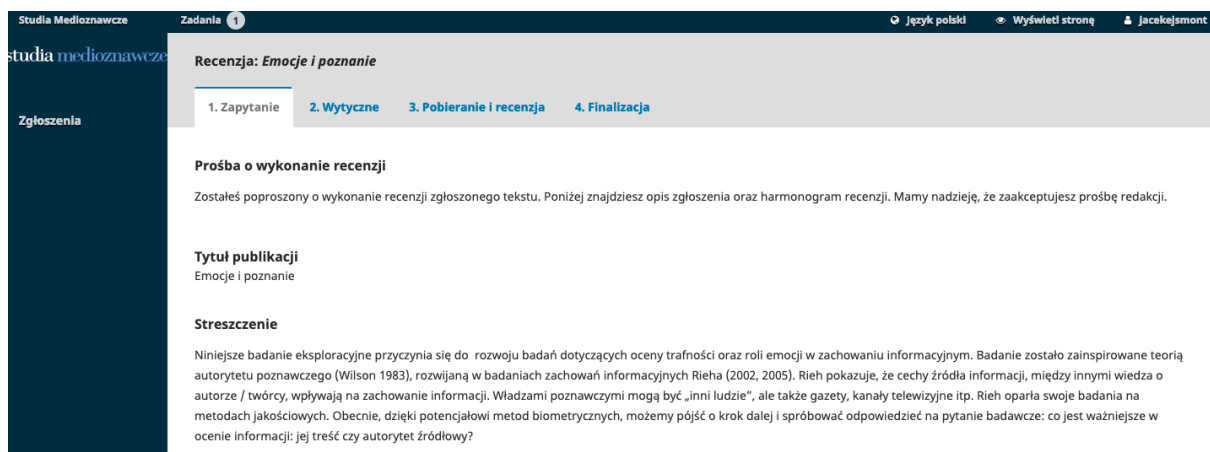 Studia Medioznawcze
Zadania 1
Język polski
Wyświetl stronę
jacekejsmont
studia medioznawcze
Zgłoszenia
Recenzja: Emocje i poznanie
1. Zapytanie
2. Wytyczne
3. Pobieranie i recenzja
4. Finalizacja
Prośba o wykonanie recenzji
Zostałeś poproszony o wykonanie recenzji zgłoszonego tekstu. Poniżej znajdziesz opis zgłoszenia oraz harmonogram recenzji. Mamy nadzieję, że zaakceptujesz prośbę redakcji.
Tytuł publikacji
Emocje i poznanie
Streszczenie
Niniejsze badanie eksploracyjne przyczynia się do rozwoju badań dotyczących oceny trafności oraz roli emocji w zachowaniu informacyjnym. Badanie zostało zainspirowane teorią
autorytetu poznawczego (Wilson 1983), rozwijaną w badaniach zachowań informacyjnych Rieha (2002, 2005). Rieh pokazuje, że cechy źródła informacji, między innymi wiedza o
autorze / twórcy, wpływają na zachowanie informacji. Władzami poznawczymi mogą być „inni ludzie”, ale także gazety, kanały telewizyjne itp. Rieh oparła swoje badania na
metodach jakościowych. Obecnie, dzięki potencjałowi metod biometrycznych, możemy pójść o krok dalej i spróbować odpowiedzieć na pytanie badawcze: co jest ważniejsze w
ocenie informacji: jej treść czy autorytet źródłowy?